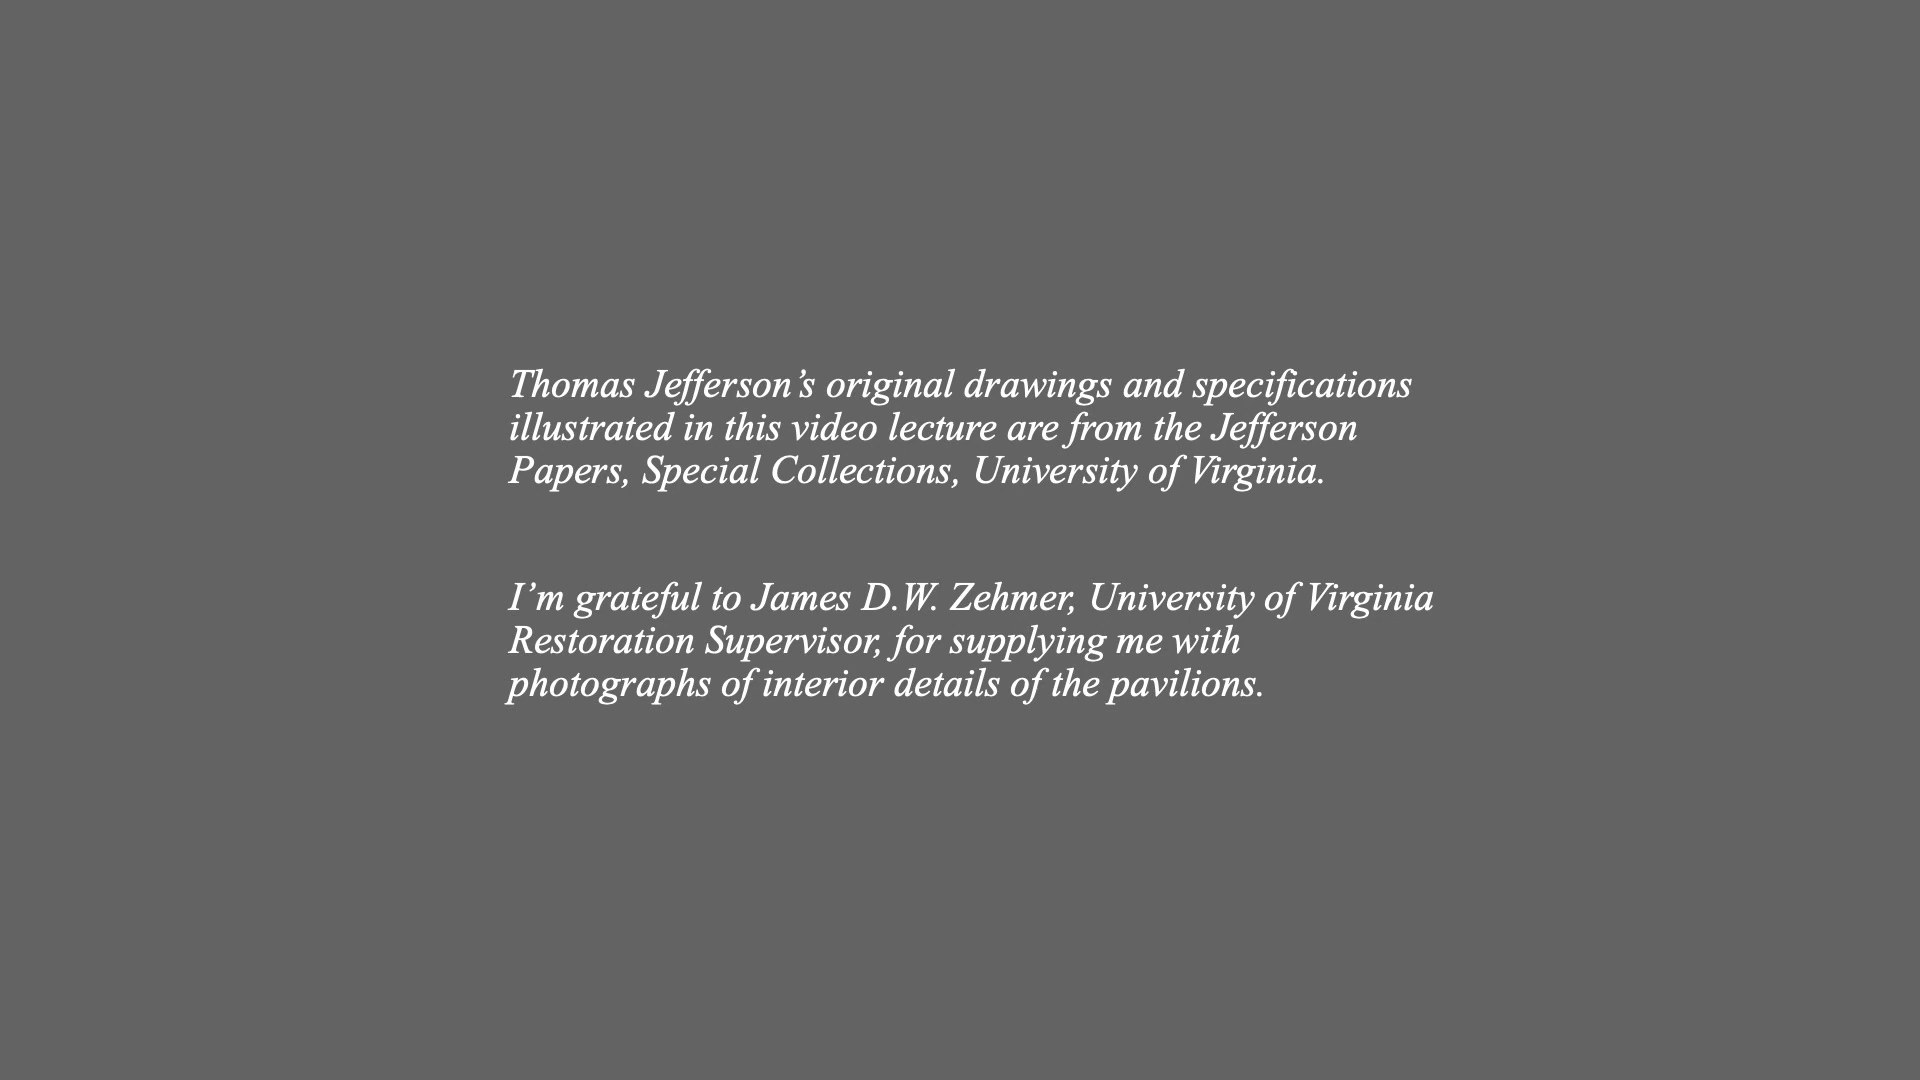 Thomas Jefferson’s original drawings and specifications
illustrated in this video lecture are from the Jefferson
Papers, Special Collections, University of Virginia.
I’m grateful to James D.W. Zehmer, University of Virginia
Restoration Supervisor, for supplying me with
photographs of interior details of the pavilions.